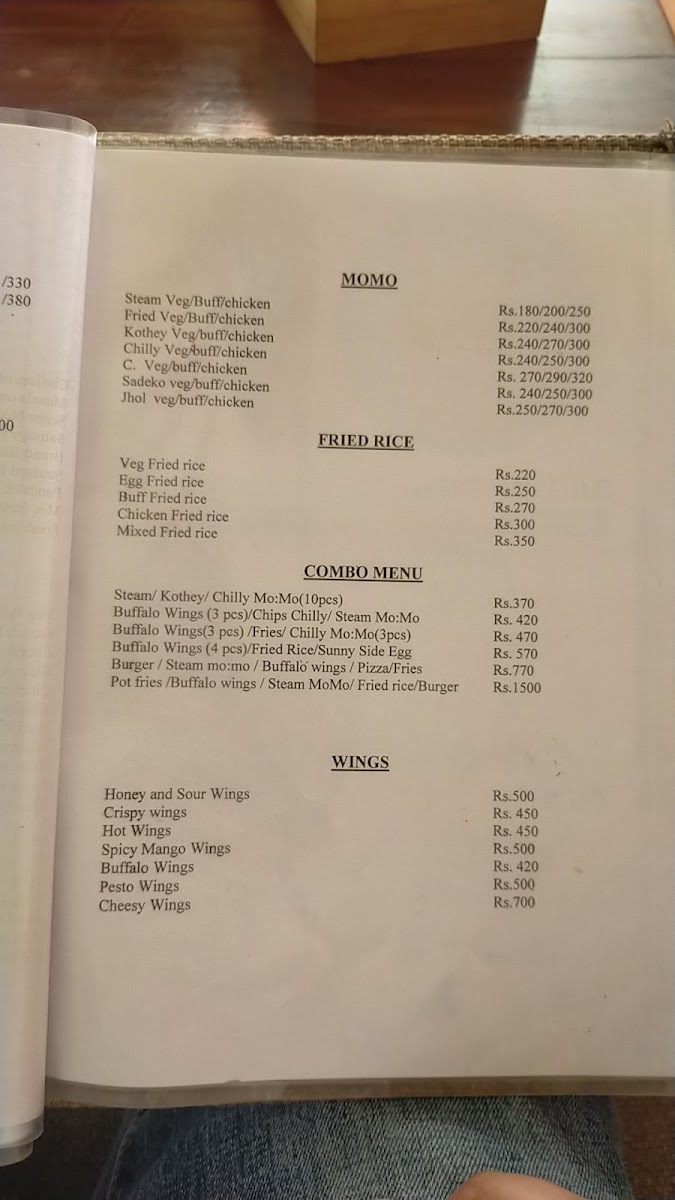 /330
/380
00
MOMO
Steam Veg/Buff/chicken Rs.180/200/250
Fried Veg/Buff/chicken Rs.220/240/300
Kothey Veg/buff/chicken Rs.240/270/300
Chilly Veg/buff/chicken Rs.240/250/300
C. Veg/buff/chicken Rs. 270/290/320
Sadeko veg/buff/chicken Rs. 240/250/300
Jhol veg/buff/chicken Rs.250/270/300
FRIED RICE
Veg Fried rice Rs.220
Egg Fried rice Rs.250
Buff Fried rice Rs.270
Chicken Fried rice Rs.300
Mixed Fried rice Rs.350
COMBO MENU
Steam/ Kothey/ Chilly Mo:Mo(10pcs) Rs.370
Buffalo Wings (3 pcs)/Chips Chilly/ Steam Mo:Mo Rs. 420
Buffalo Wings(3 pcs) /Fries/ Chilly Mo:Mo(3pcs) Rs. 470
Buffalo Wings (4 pcs)/Fried Rice/Sunny Side Egg Rs. 570
Burger / Steam mo:mo / Buffalo wings / Pizza/Fries Rs.770
Pot fries /Buffalo wings / Steam MoMo/ Fried rice/Burger Rs.1500
WINGS
Honey and Sour Wings Rs.500
Crispy wings Rs. 450
Hot Wings Rs. 450
Spicy Mango Wings Rs.500
Buffalo Wings Rs. 420
Pesto Wings Rs.500
Cheesy Wings Rs.700